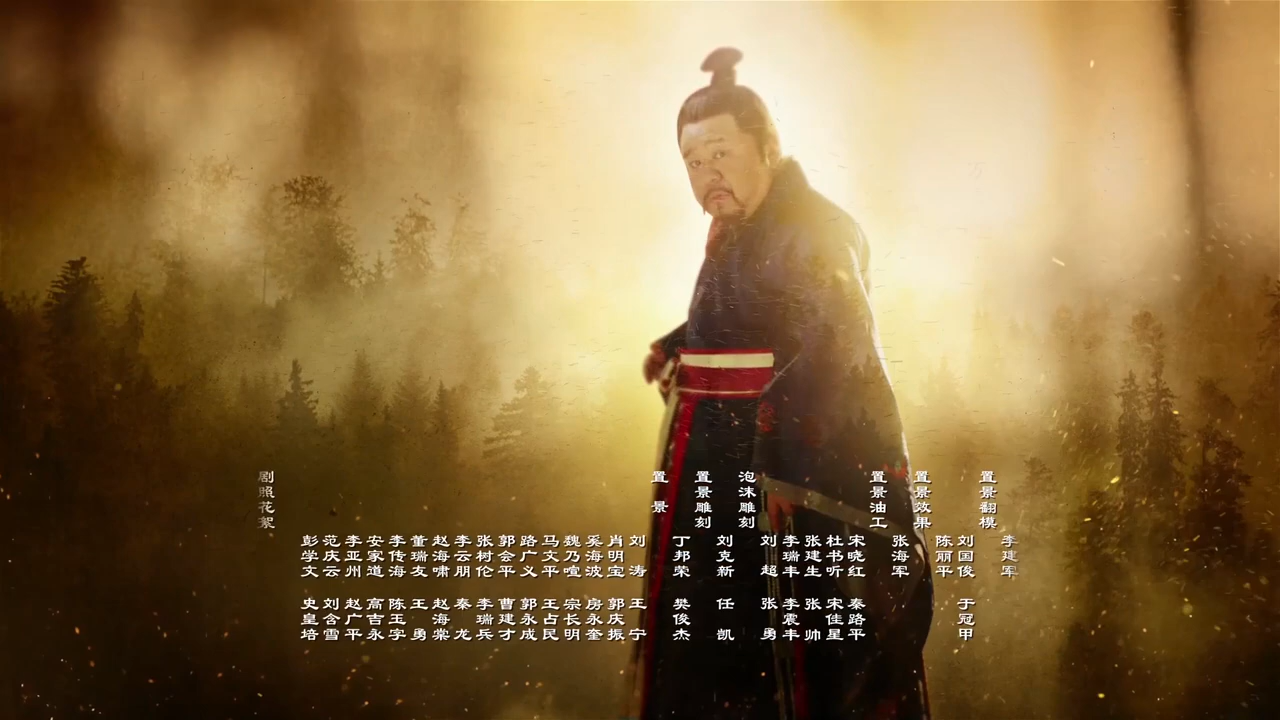 李建军
置景翻模
刘国俊
于冠甲
陈丽平
置景效果
张海军
置景油工
宋晓红
秦路平
杜书听
宋佳星
张建生
张帅
李瑞丰
李震丰
刘超
张勇
泡沫雕刻
刘克新
任凯
置景雕刻
丁邦荣
樊俊杰
置景
刘涛
王宁
肖明宝
郭庆振
奚海波
房永奎
魏乃喧
宗长明
马文平
王占民
路广义
郭永成
郭会平
曹建才
张树伦
李瑞兵
李云朋
秦龙
赵海啸
赵海棠
董瑞友
王勇
李传海
陈玉字
安家道
高吉永
李亚州
赵广平
范庆云
刘含雪
彭学文
史皇培
剧照花絮